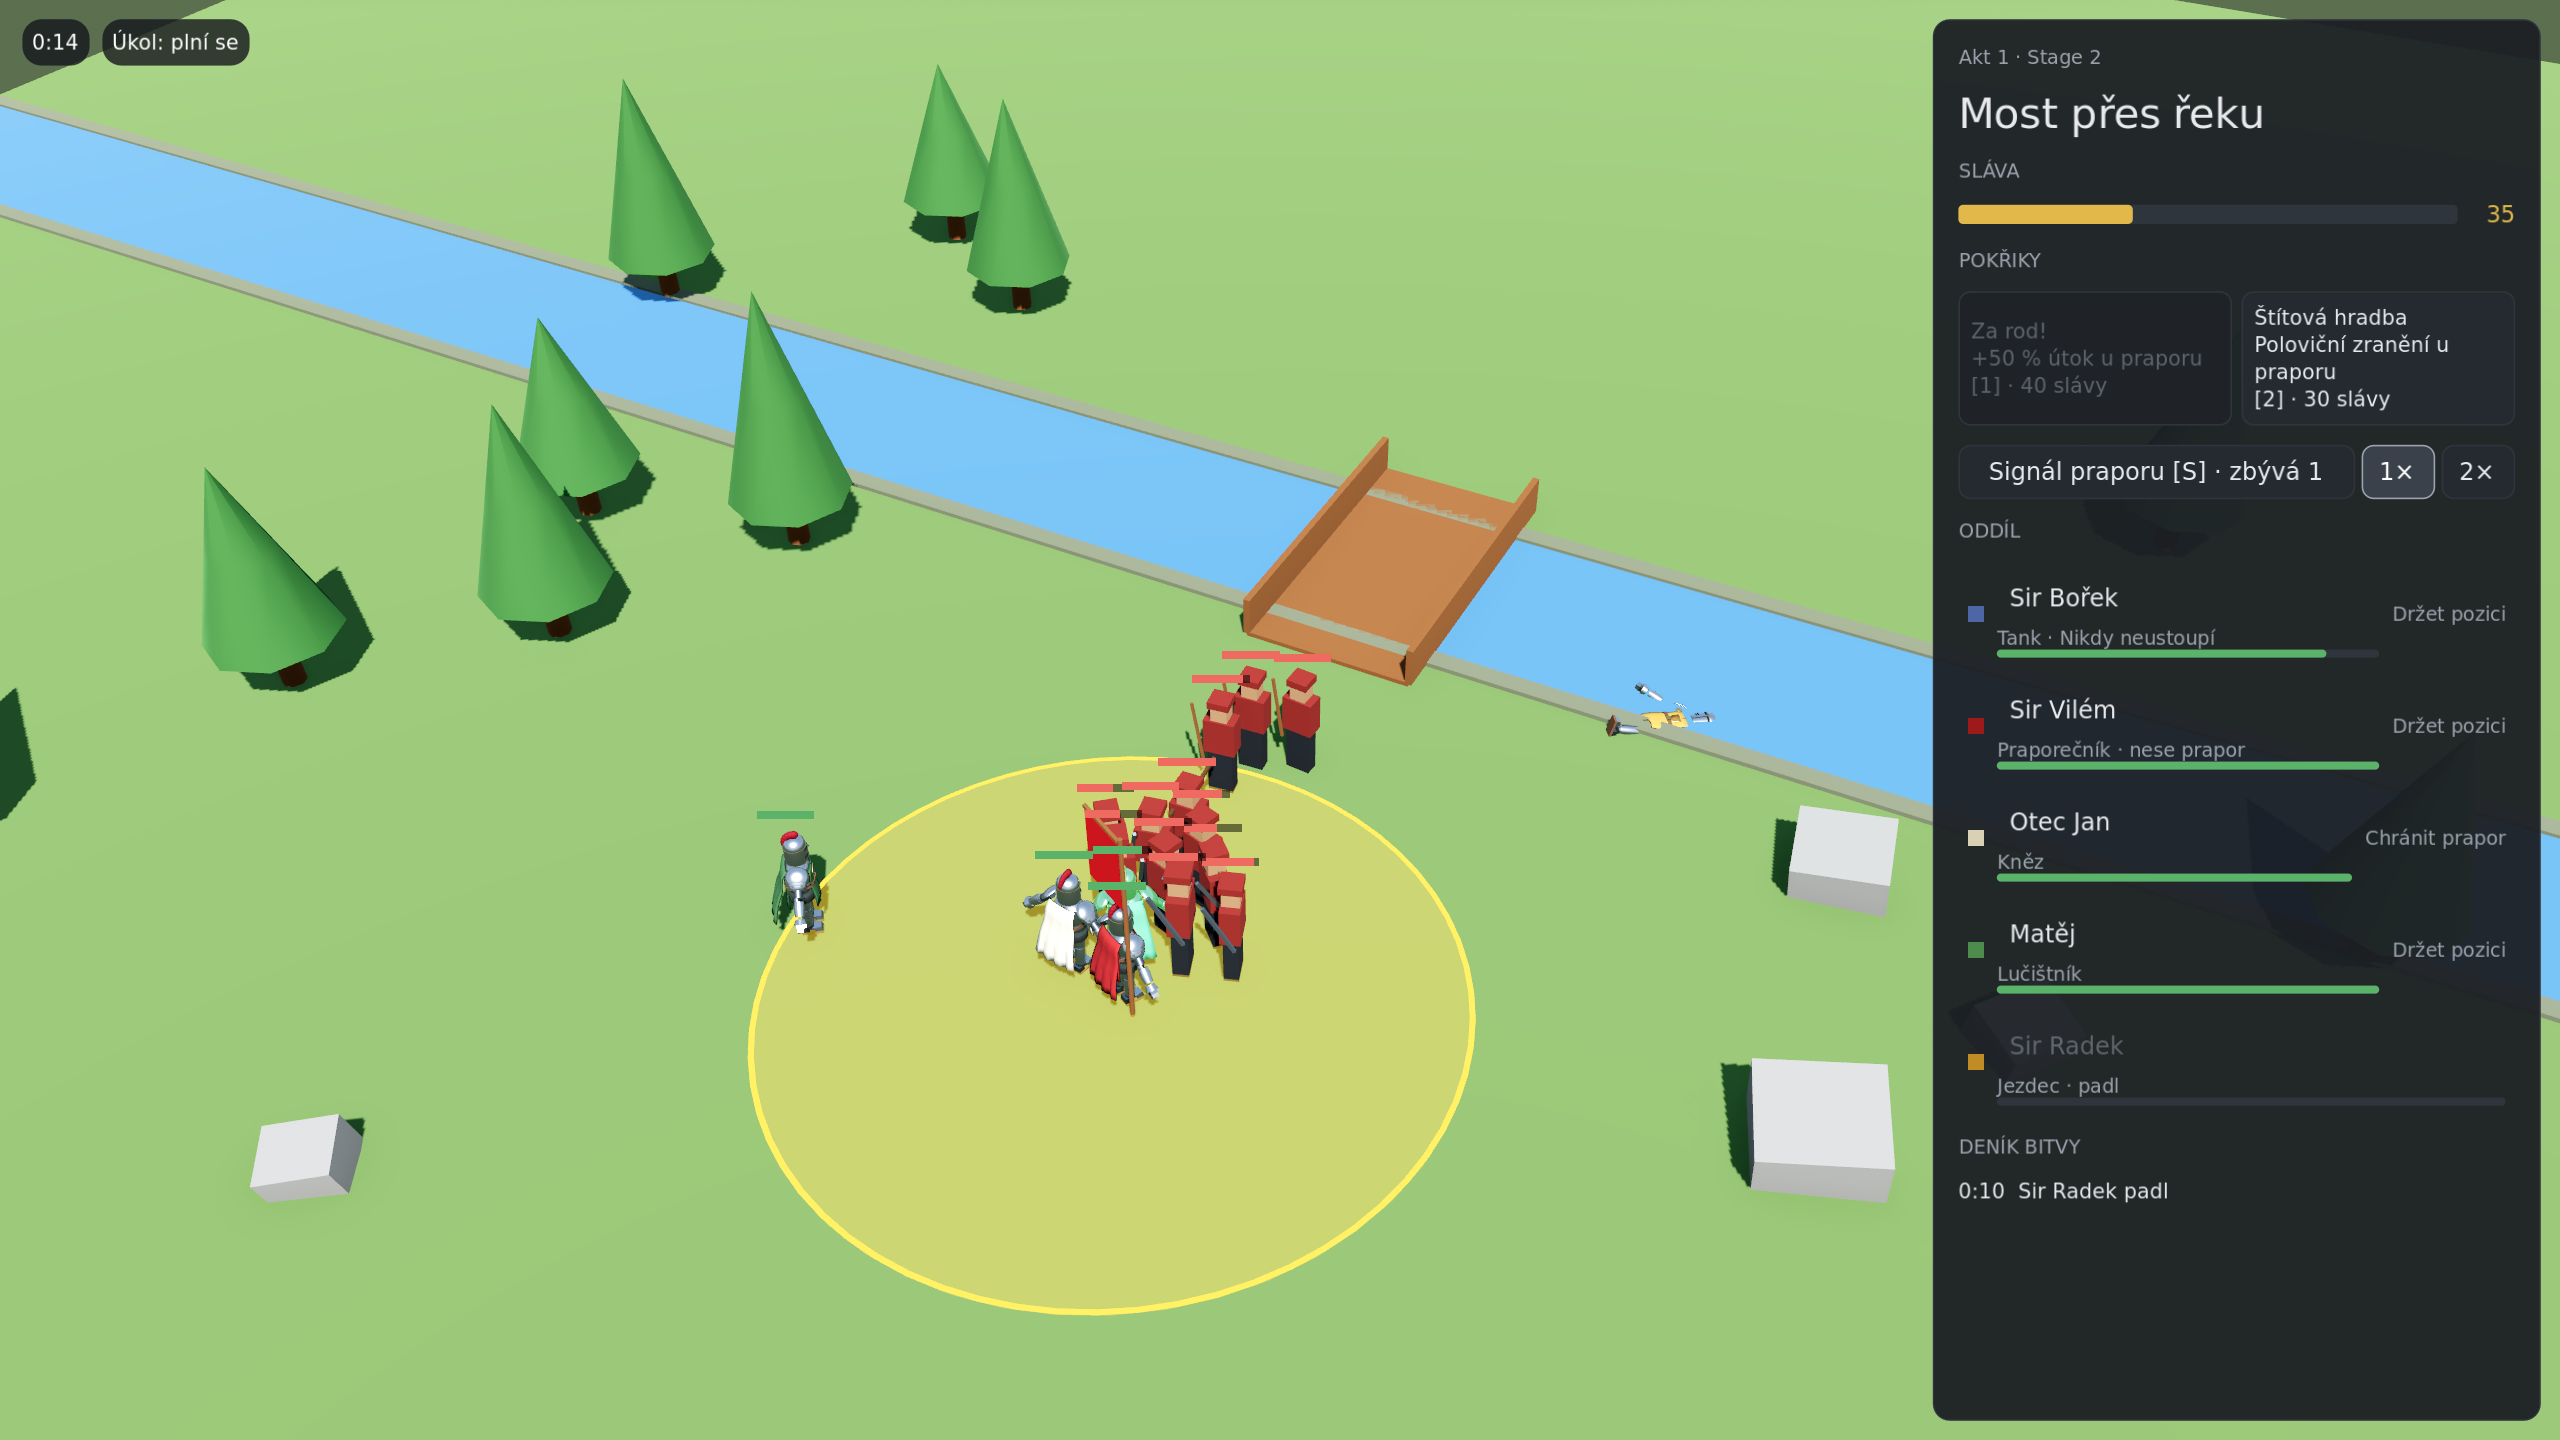 0:14
Úkol: plní se
Akt 1 · Stage 2
Most přes řeku
SLÁVA
35
POKŘIKY
Za rod!
+50 % útok u praporu
[1] · 40 slávy
Štítová hradba
Poloviční zranění u
praporu
[2] · 30 slávy
Signál praporu [S] · zbývá 1
1×
2×
ODDÍL
Sir Bořek
Držet pozici
Tank · Nikdy neustoupí
Sir Vilém
Držet pozici
Praporečník · nese prapor
Otec Jan
Chránit prapor
Kněz
Matěj
Držet pozici
Lučištník
Sir Radek
Jezdec · padl
DENÍK BITVY
0:10 Sir Radek padl